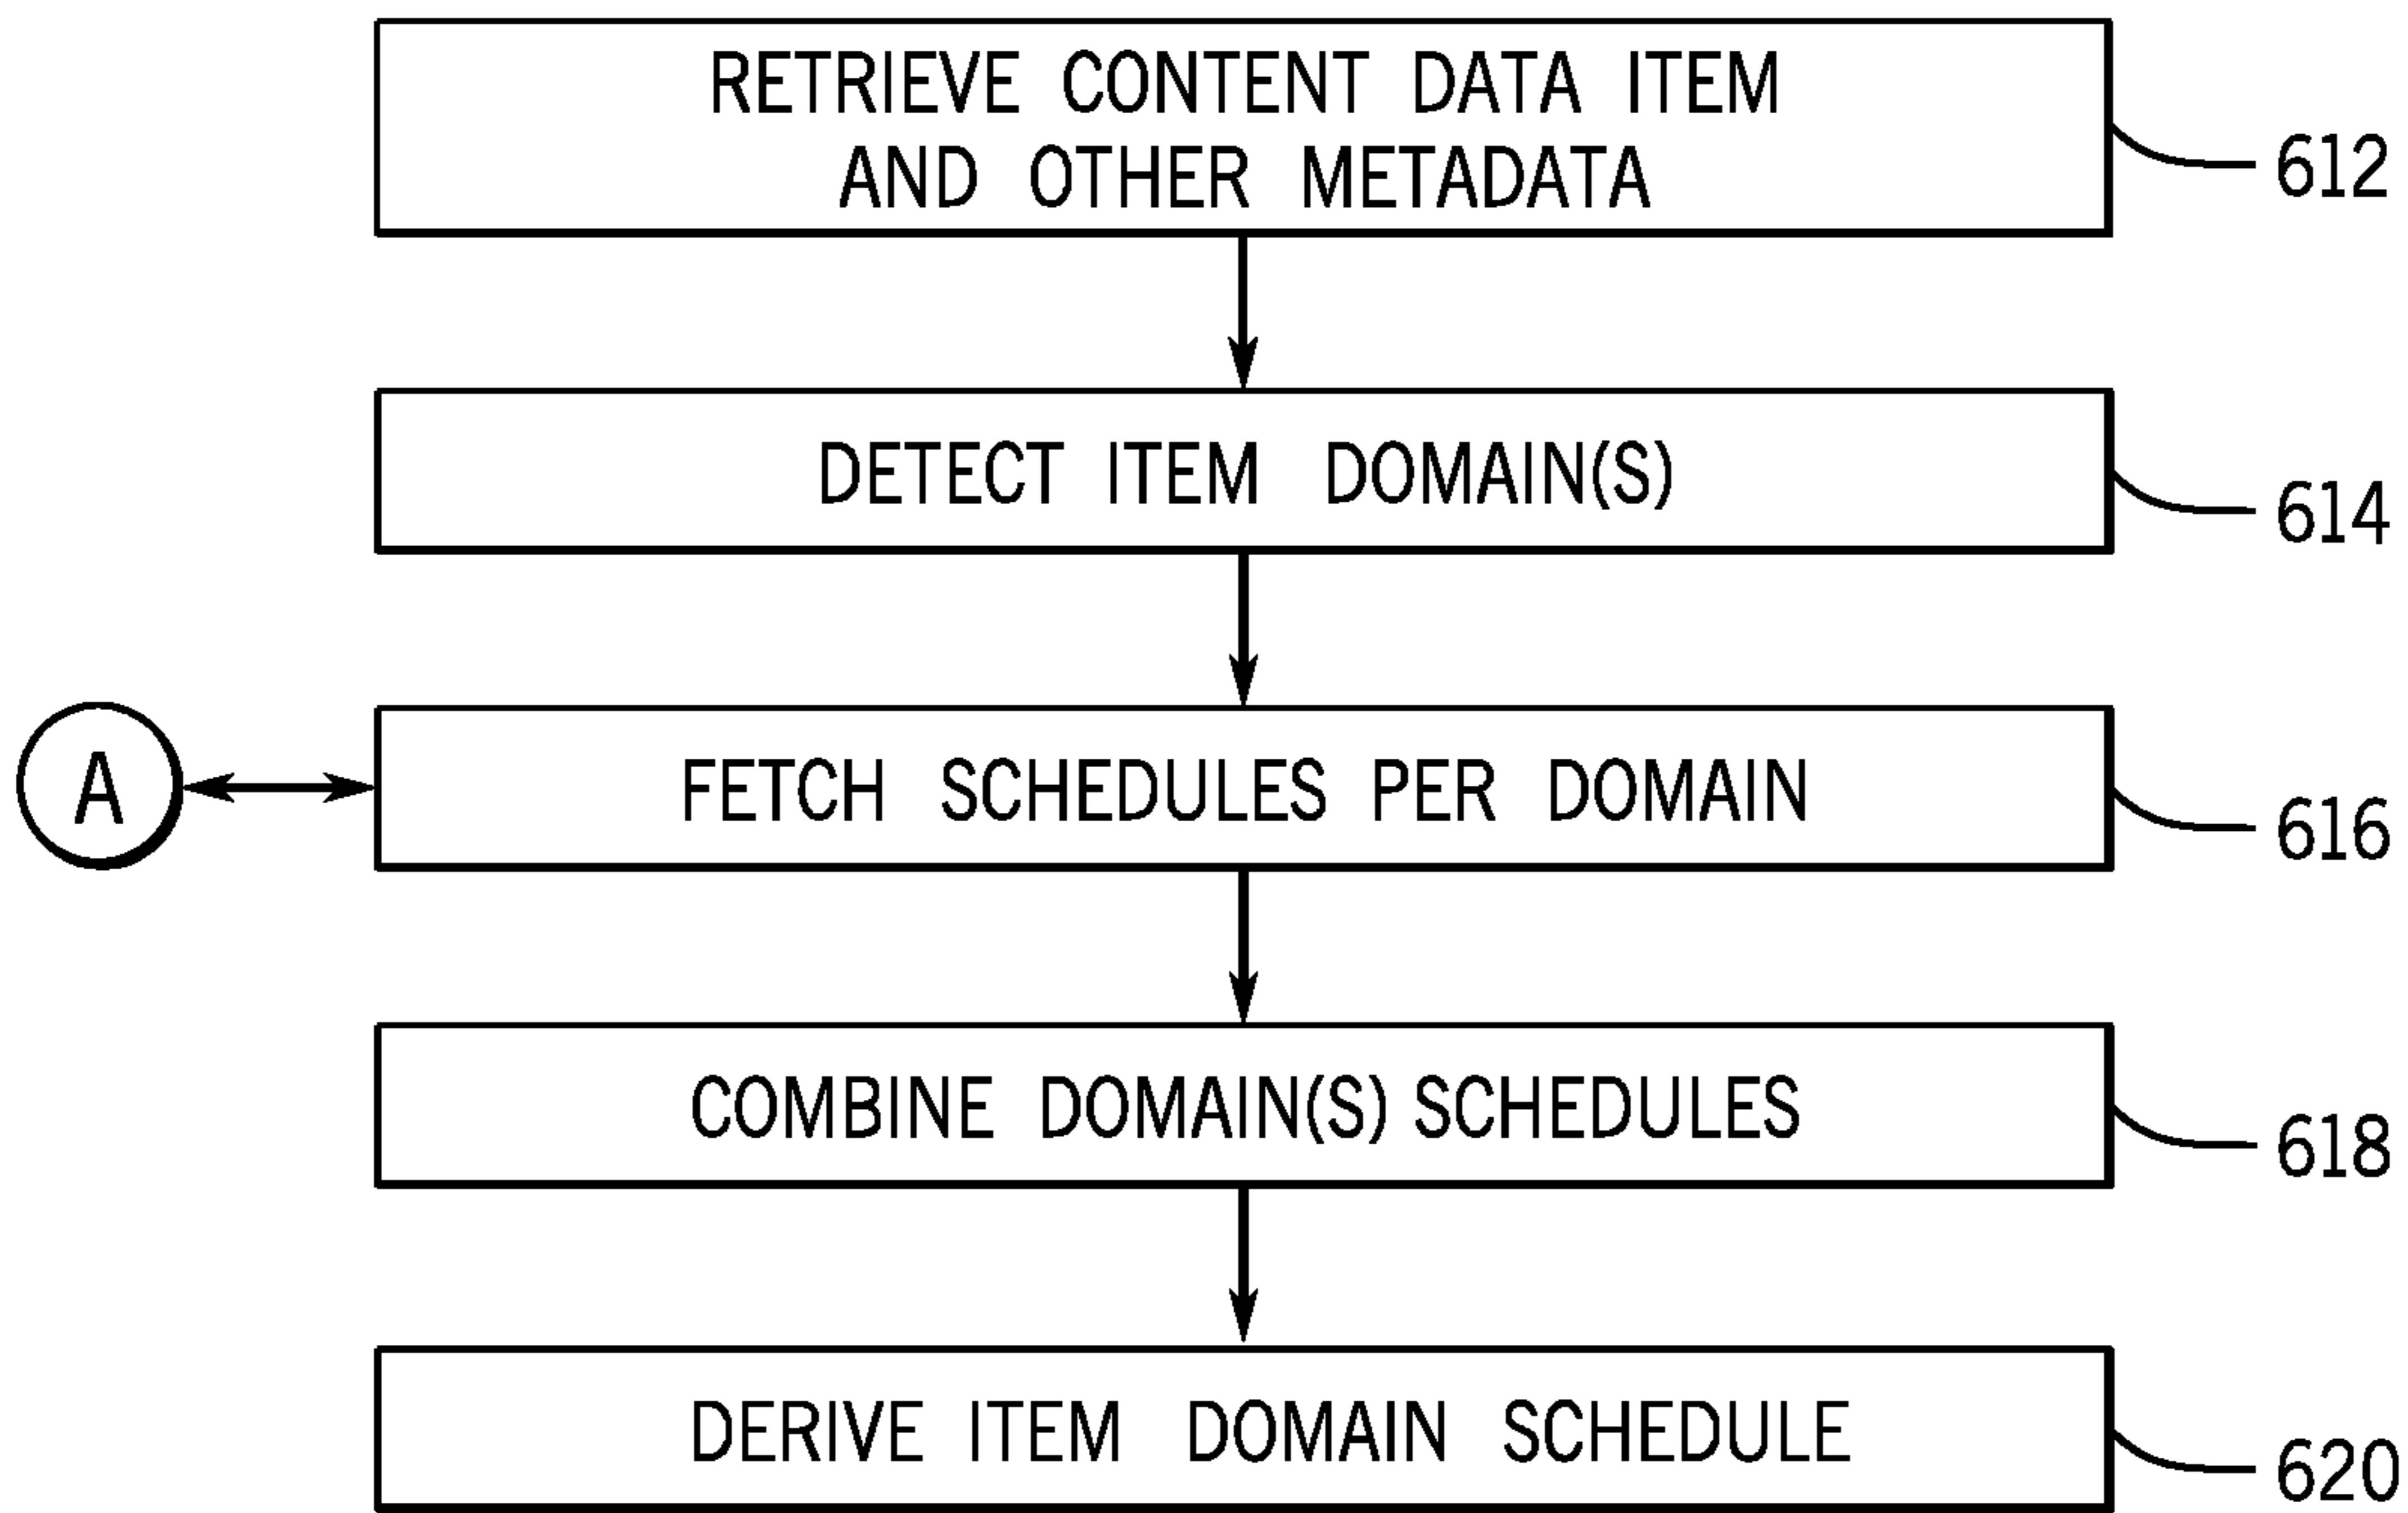 RETRIEVE CONTENT DATA ITEM
AND OTHER METADATA
612
DETECT ITEM DOMAIN(S)
614
A
FETCH SCHEDULES PER DOMAIN
616
COMBINE DOMAIN(S) SCHEDULES
618
DERIVE ITEM DOMAIN SCHEDULE
620